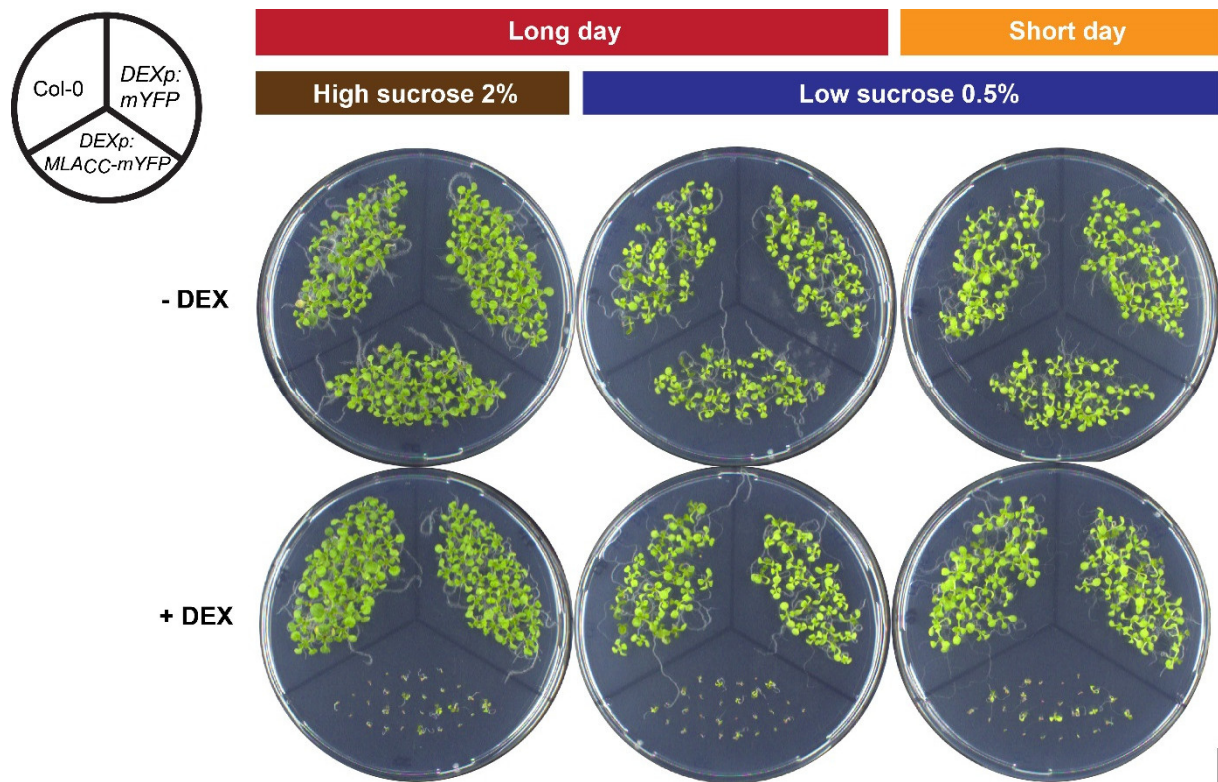 Col-0
DEXp:
mYFP
DEXp:
MLACC-mYFP
Long day
Short day
High sucrose 2%
Low sucrose 0.5%
- DEX
+ DEX